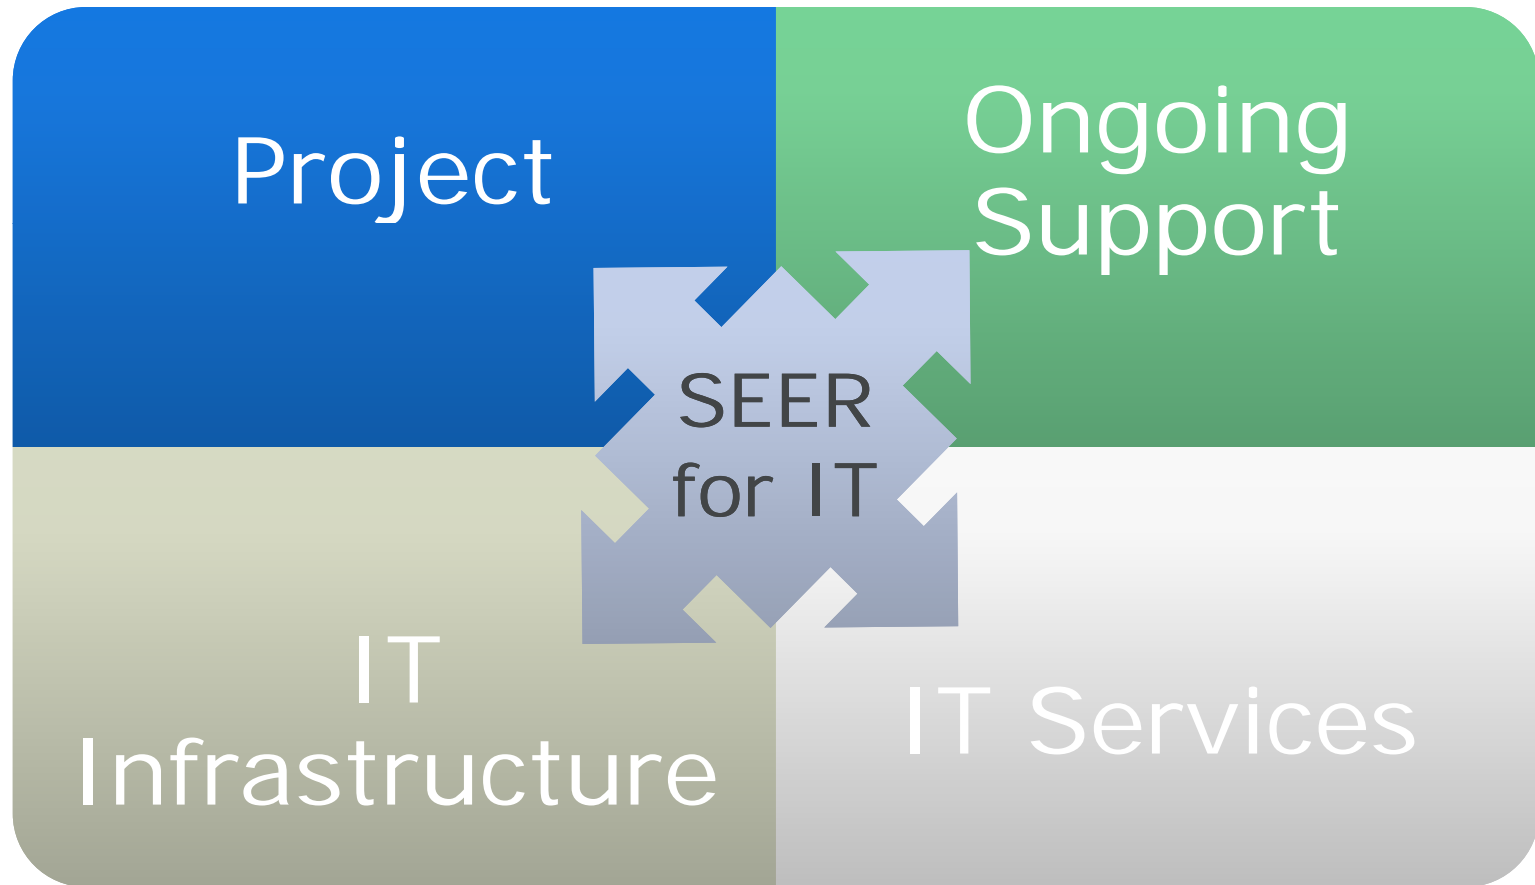 Project
Ongoing
Support
SEER
for IT
IT
Infrastructure
IT Services